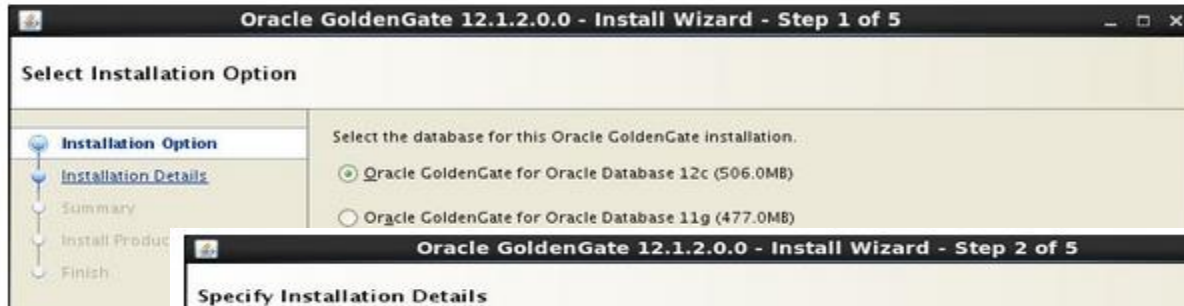 Oracle GoldenGate 12.1.2.0.0 - Install Wizard - Step 1 of 5
Select Installation Option
Installation Option
Installation Details
Summary
Install Produc
Finish
Select the database for this Oracle GoldenGate installation.
Oracle GoldenGate for Oracle Database 12c (506.0MB)
Oracle GoldenGate for Oracle Database 11g (477.0MB)
Oracle GoldenGate 12.1.2.0.0 - Install Wizard - Step 2 of 5
Specify Installation Details